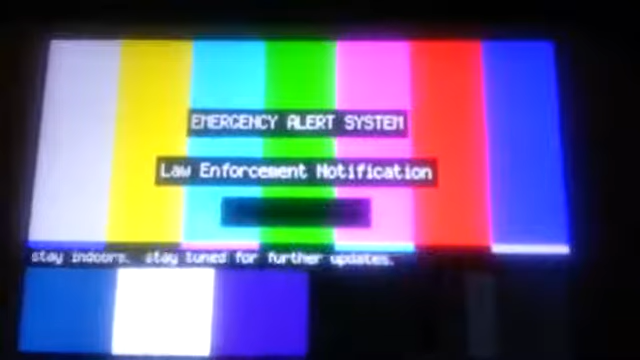 EMERGENCY ALERT SYSTEM
Law Enforcement Notification
stay indoors. stay tuned for further updates.